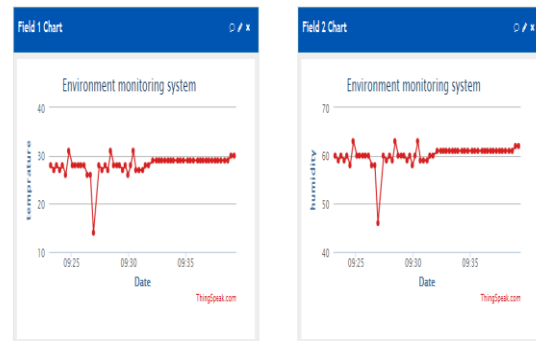 Field 1 Chart
Environment monitoring system
40
30
20
10
temprature
09:25 09:30 09:35
Date
ThingSpeak.com
Field 2 Chart
Environment monitoring system
70
60
50
40
humidity
09:25 09:30 09:35
Date
ThingSpeak.com